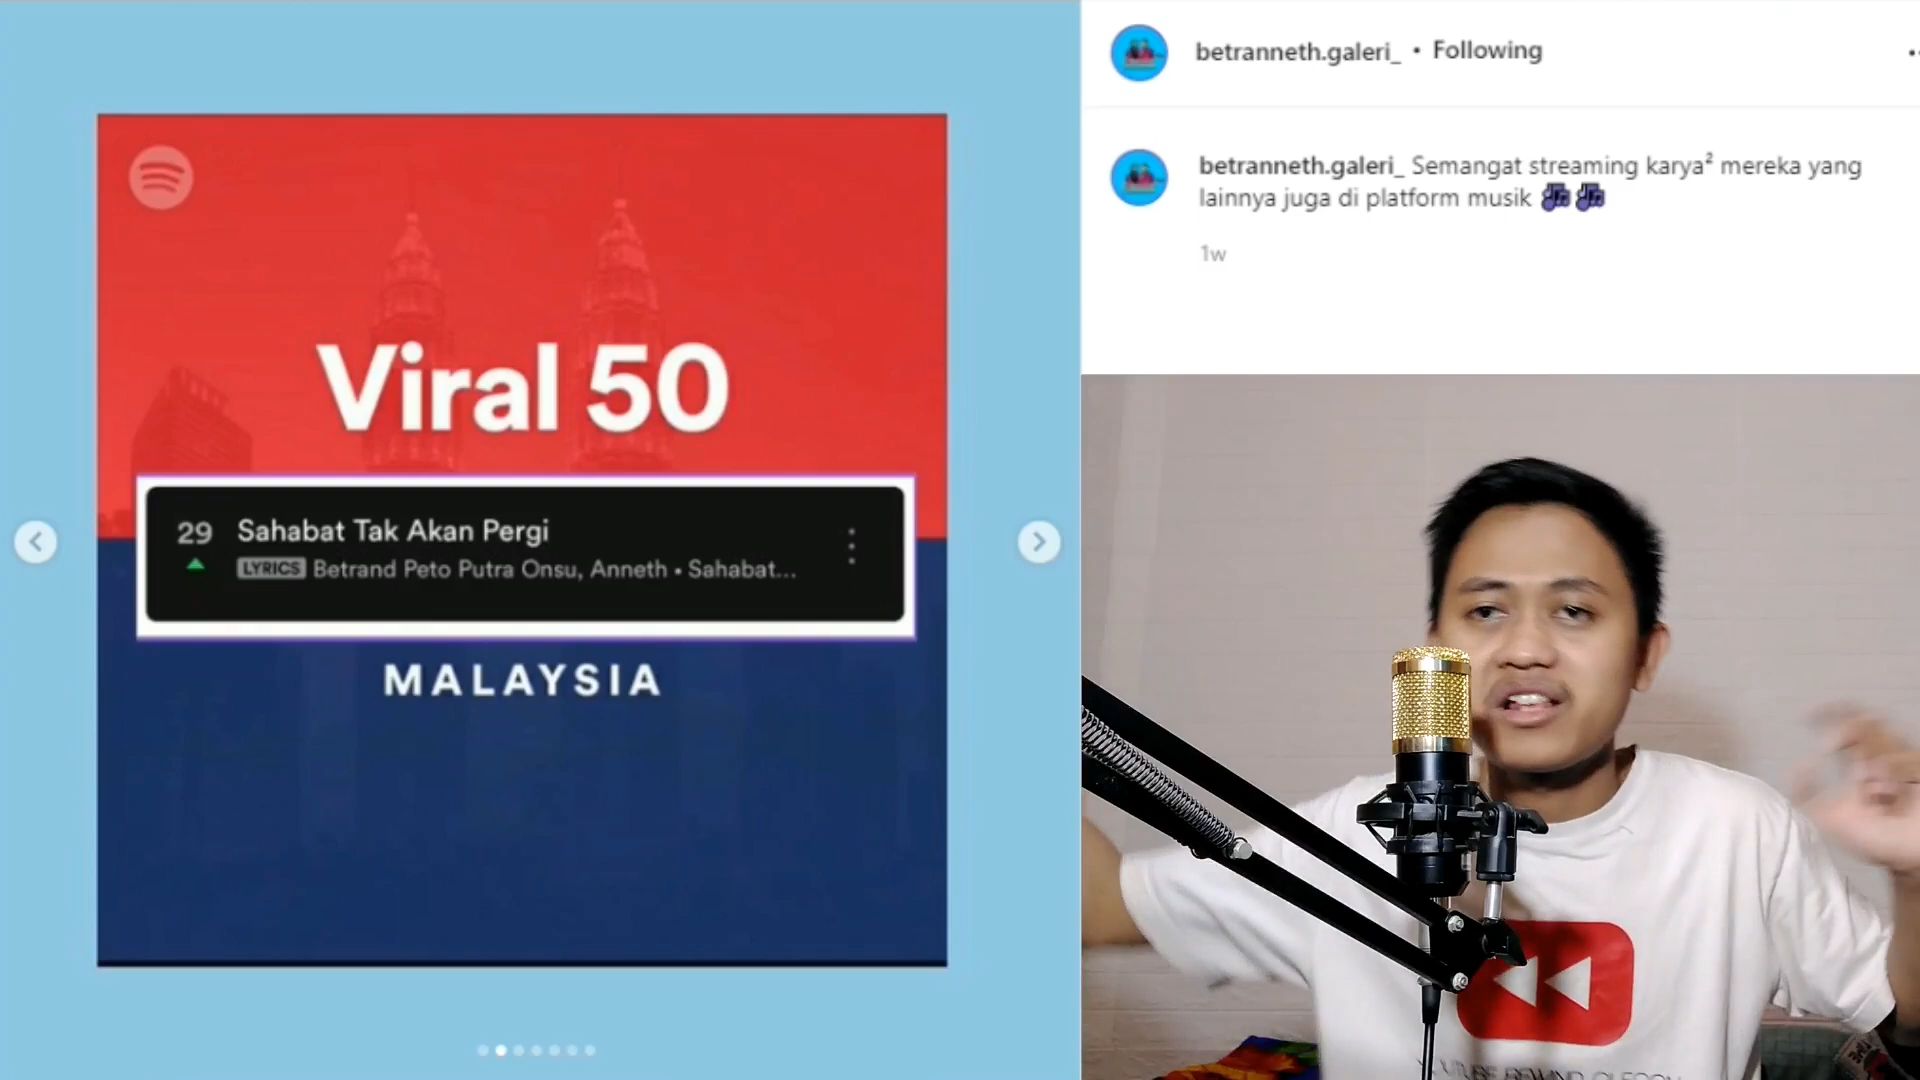 Viral 50
29 Sahabat Tak Akan Pergi
LYRICS Betrand Peto Putra Onsu, Anneth • Sahabat...
MALAYSIA
betranneth.galeri_ • Following
betranneth.galeri_ Semangat streaming karya² mereka yang
lainnya juga di platform musik
1w